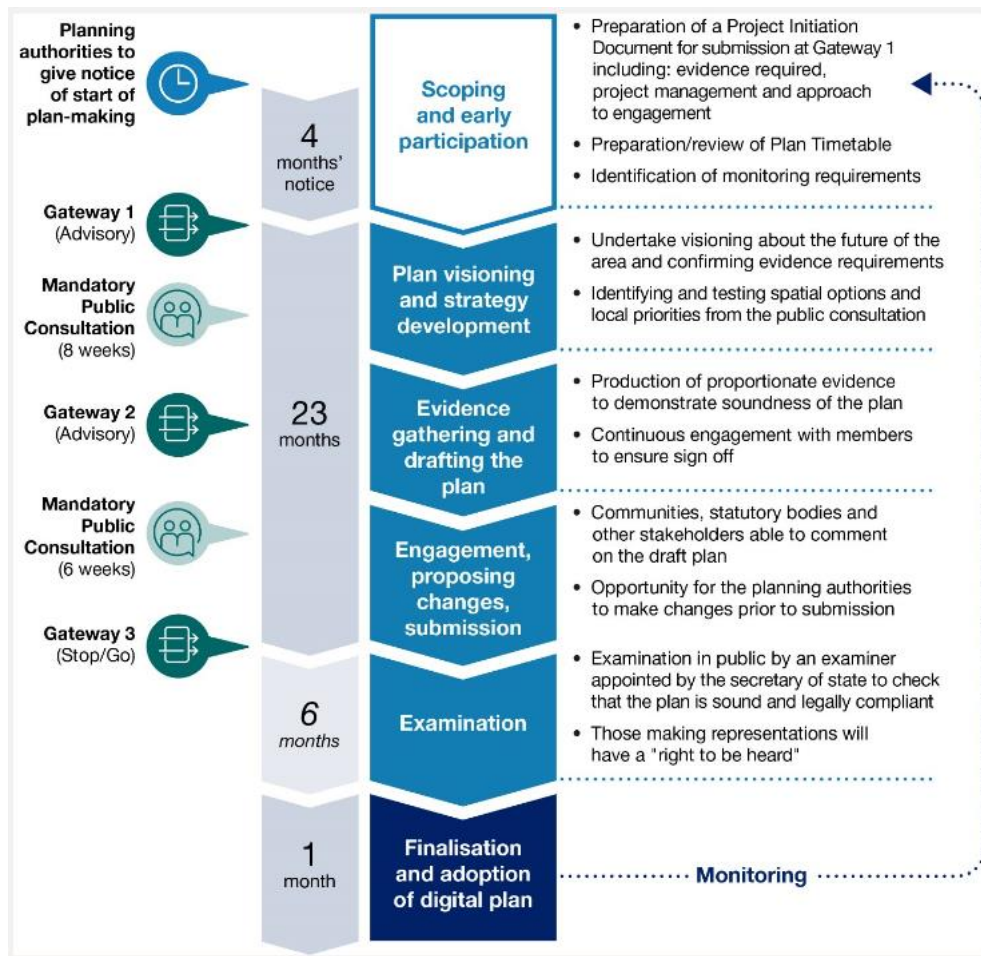 Planning
authorities to
give notice
of start of
plan-making
4
months'
notice
Scoping
and early
participation
• Preparation of a Project Initiation
Document for submission at Gateway 1
including: evidence required,
project management and approach
to engagement
• Preparation/review of Plan Timetable
• Identification of monitoring requirements
Gateway 1
(Advisory)
Mandatory
Public
Consultation
(8 weeks)
Plan visioning
and strategy
development
• Undertake visioning about the future of the
area and confirming evidence requirements
• Identifying and testing spatial options and
local priorities from the public consultation
Gateway 2
(Advisory)
23
months
Evidence
gathering and
drafting the
plan
• Production of proportionate evidence
to demonstrate soundness of the plan
• Continuous engagement with members
to ensure sign off
Mandatory
Public
Consultation
(6 weeks)
Engagement,
proposing
changes,
submission
• Communities, statutory bodies and
other stakeholders able to comment
on the draft plan
• Opportunity for the planning authorities
to make changes prior to submission
Gateway 3
(Stop/Go)
6
months
Examination
• Examination in public by an examiner
appointed by the secretary of state to check
that the plan is sound and legally compliant
• Those making representations will
have a "right to be heard"
1
month
Finalisation
and adoption
of digital plan
Monitoring